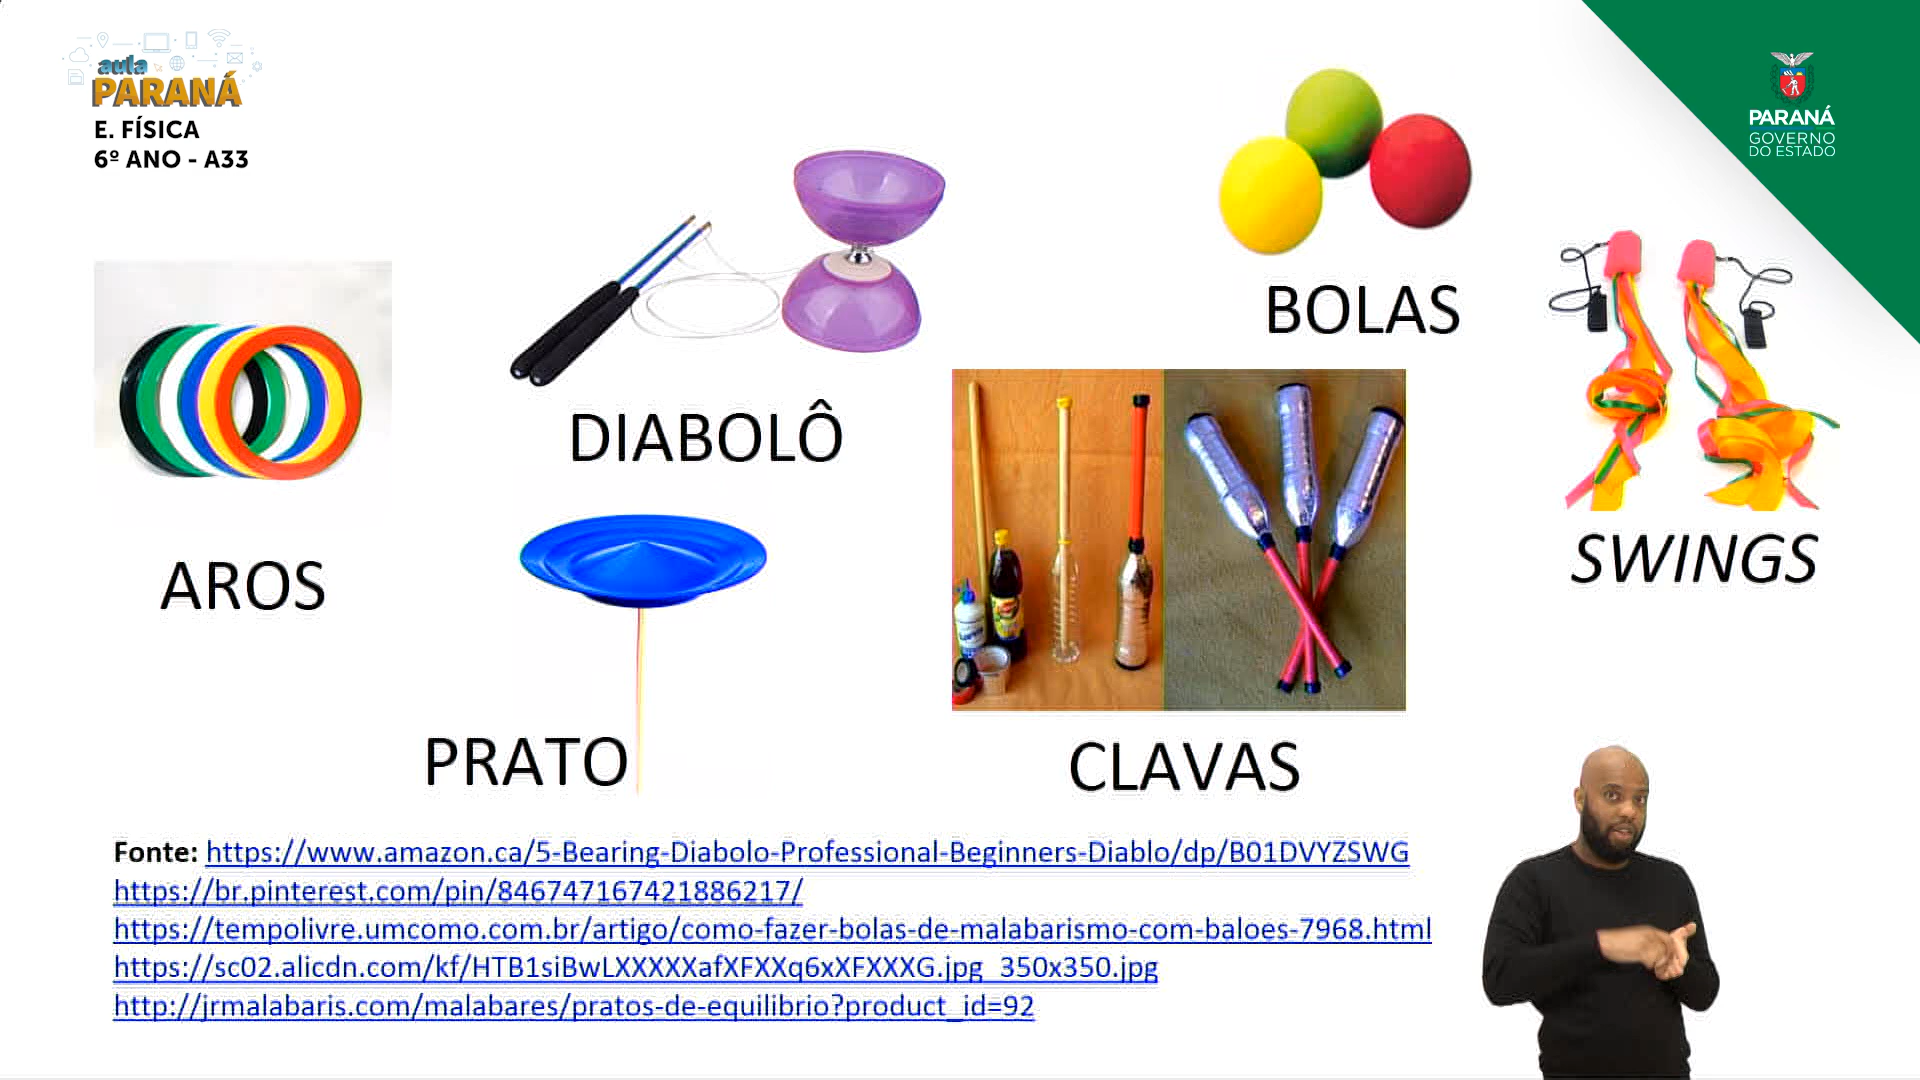 aula
PARANÁ
E. FÍSICA
6º ANO - A33
PARANÁ
GOVERNO
DO ESTADO
BOLAS
DIABOLÔ
AROS
SWINGS
PRATO
CLAVAS
Fonte: https://www.amazon.ca/5-Bearing-Diabolo-Professional-Beginners-Diablo/dp/B01DVYZSWG
https://br.pinterest.com/pin/846747167421886217/
https://tempolivre.umcomo.com.br/artigo/como-fazer-bolas-de-malabarismo-com-baloes-7968.html
https://sc02.alicdn.com/kf/HTB1siBwLXXXXXafXFXXq6xXFXXXG.jpg_350x350.jpg
http://jrmalabaris.com/malabares/pratos-de-equilibrio?product_id=92